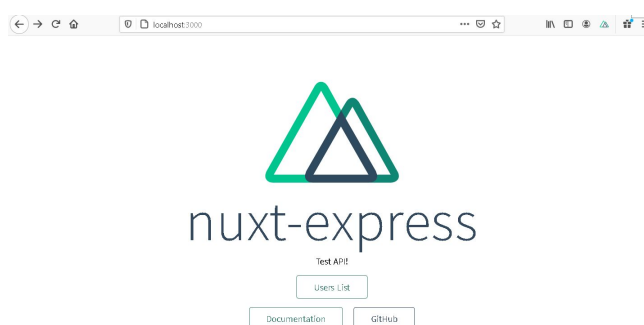 localhost:3000
nuxt-express
Test API!
Users List
Documentation GitHub